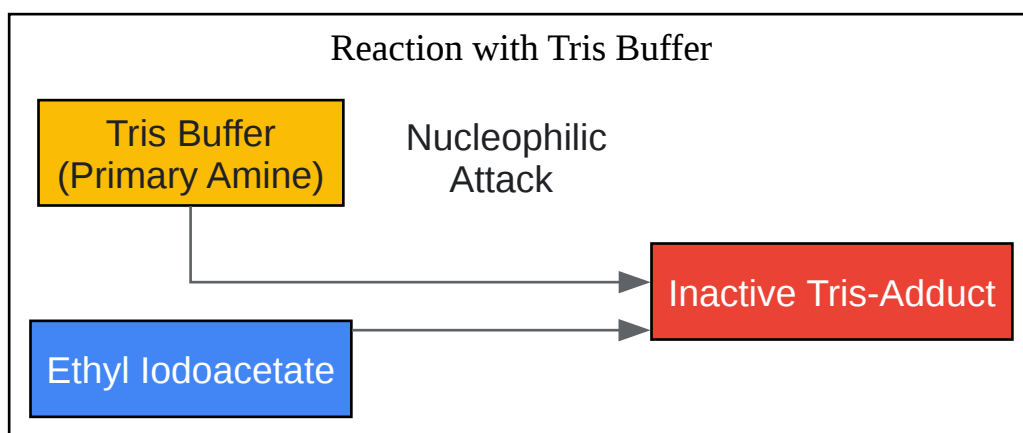 Reaction with Tris Buffer
Tris Buffer
(Primary Amine)
Nucleophilic
Attack
Inactive Tris-Adduct
Ethyl Iodoacetate